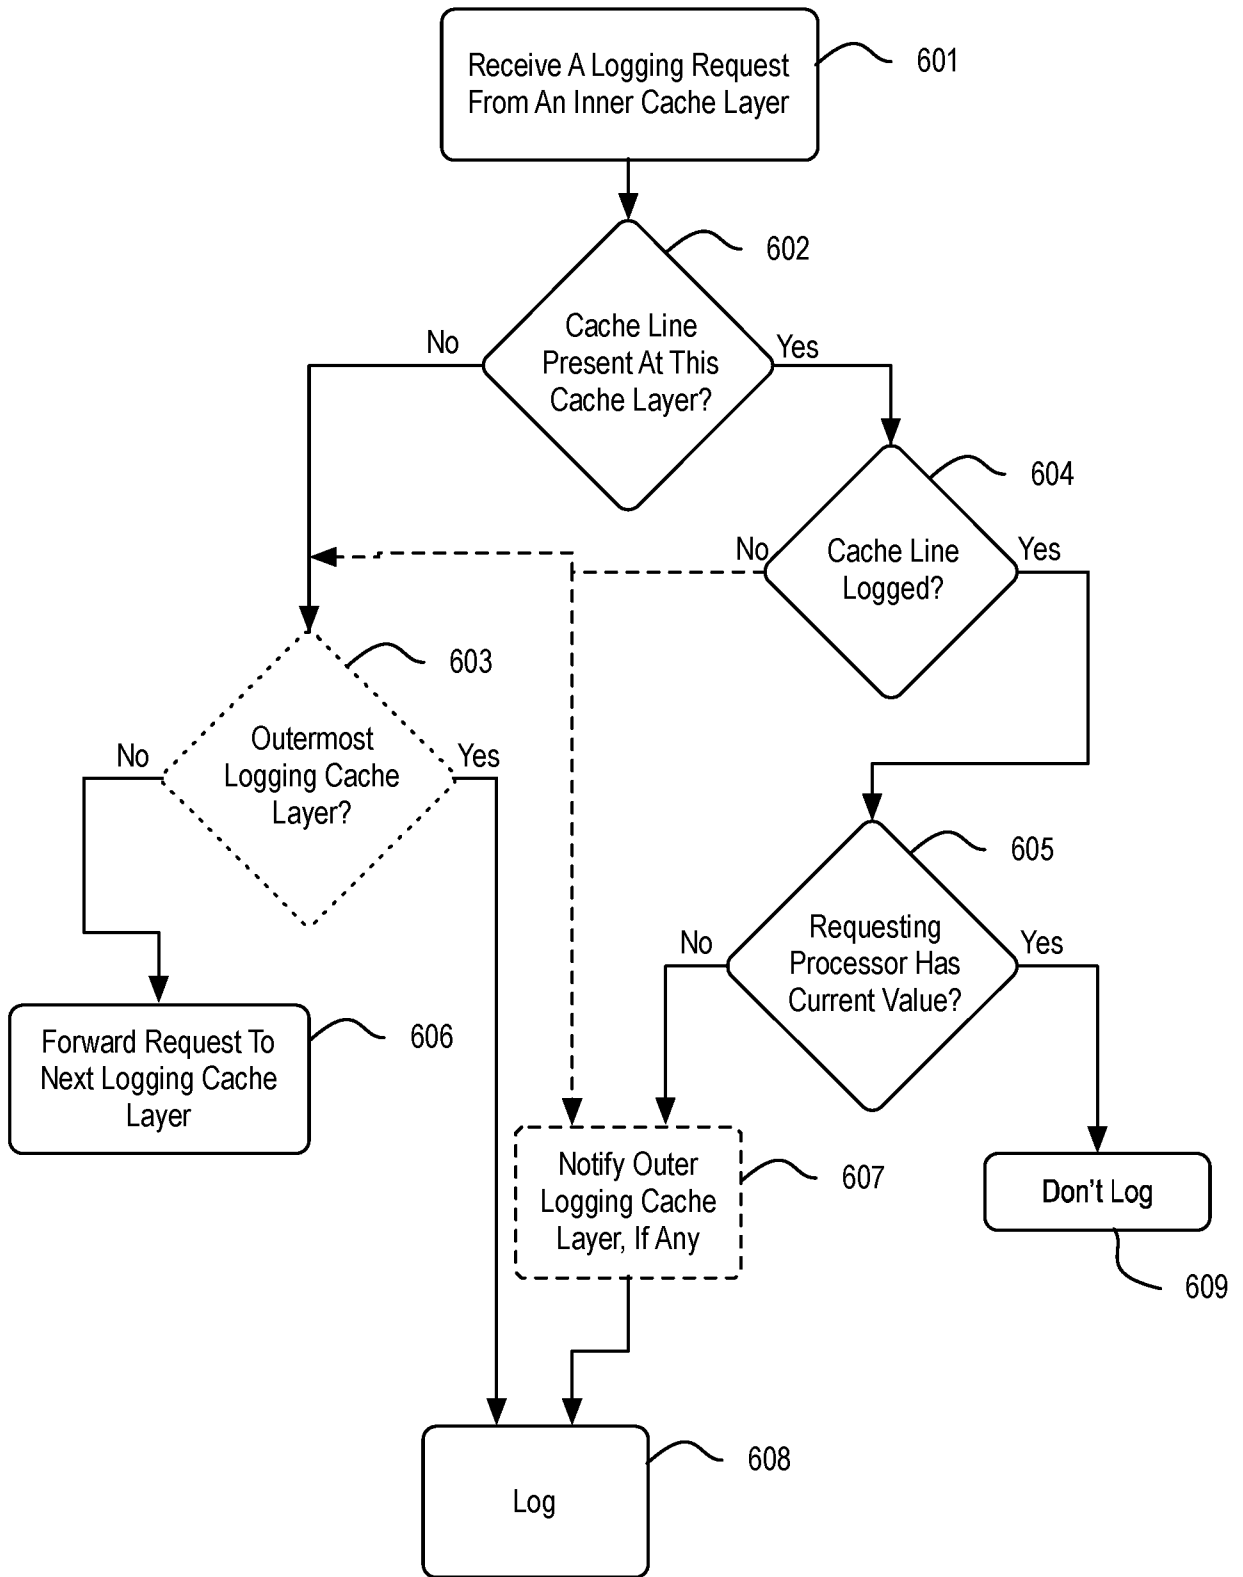 Receive A Logging Request
From An Inner Cache Layer
601
602
Cache Line
Present At This
Cache Layer?
No
Yes
604
Cache Line
Logged?
No
Yes
603
Outermost
Logging Cache
Layer?
No
Yes
605
Requesting
Processor Has
Current Value?
No
Yes
606
Forward Request To
Next Logging Cache
Layer
607
Notify Outer
Logging Cache
Layer, If Any
Don't Log
609
608
Log